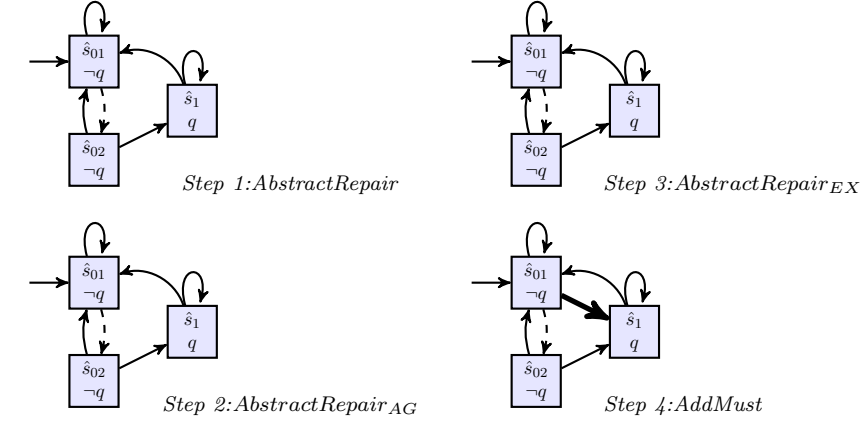 ŝ01
¬q
ŝ1
q
ŝ02
¬q
Step 1:AbstractRepair
ŝ01
¬q
ŝ1
q
ŝ02
¬q
Step 3:AbstractRepairEX
ŝ01
¬q
ŝ1
q
ŝ02
¬q
Step 2:AbstractRepairAG
ŝ01
¬q
ŝ1
q
ŝ02
¬q
Step 4:AddMust